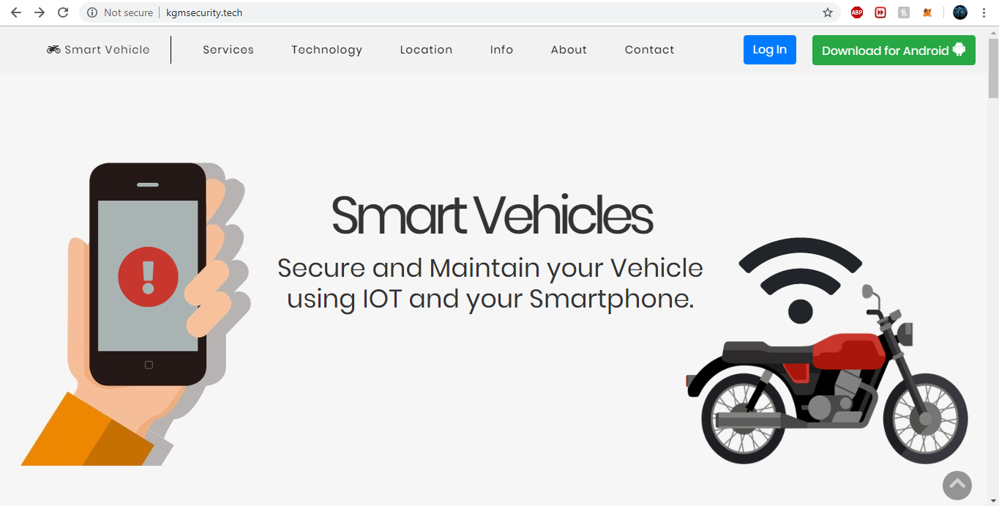 Not secure
kgmsecurity.tech
ABP
Smart Vehicle
Services
Technology
Location
Info
About
Contact
Log In
Download for Android
Smart Vehicles
Secure and Maintain your Vehicle
using IOT and your Smartphone.